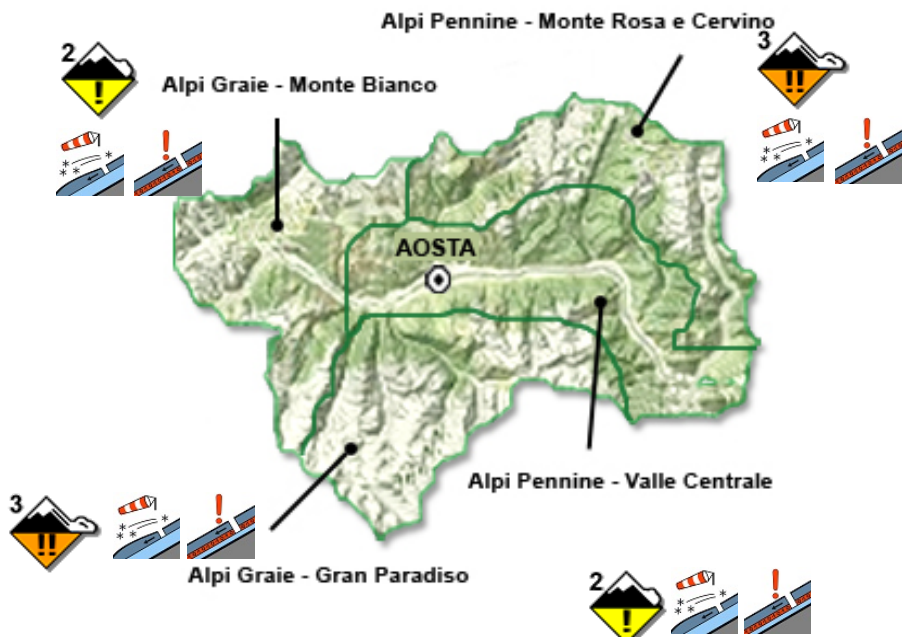 Alpi Pennine - Monte Rosa e Cervino
2
3
!
!!
Alpi Graie - Monte Bianco
!
!
AOSTA
Alpi Pennine - Valle Centrale
3
!!
!
Alpi Graie - Gran Paradiso
2
!
!